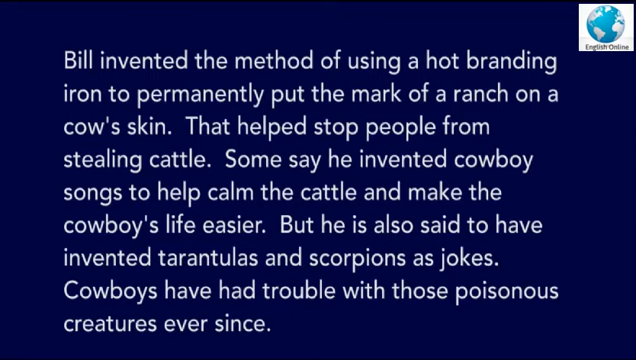 English Online
Bill invented the method of using a hot branding
iron to permanently put the mark of a ranch on a
cow's skin.  That helped stop people from
stealing cattle.  Some say he invented cowboy
songs to help calm the cattle and make the
cowboy's life easier.  But he is also said to have
invented tarantulas and scorpions as jokes.
Cowboys have had trouble with those poisonous
creatures ever since.